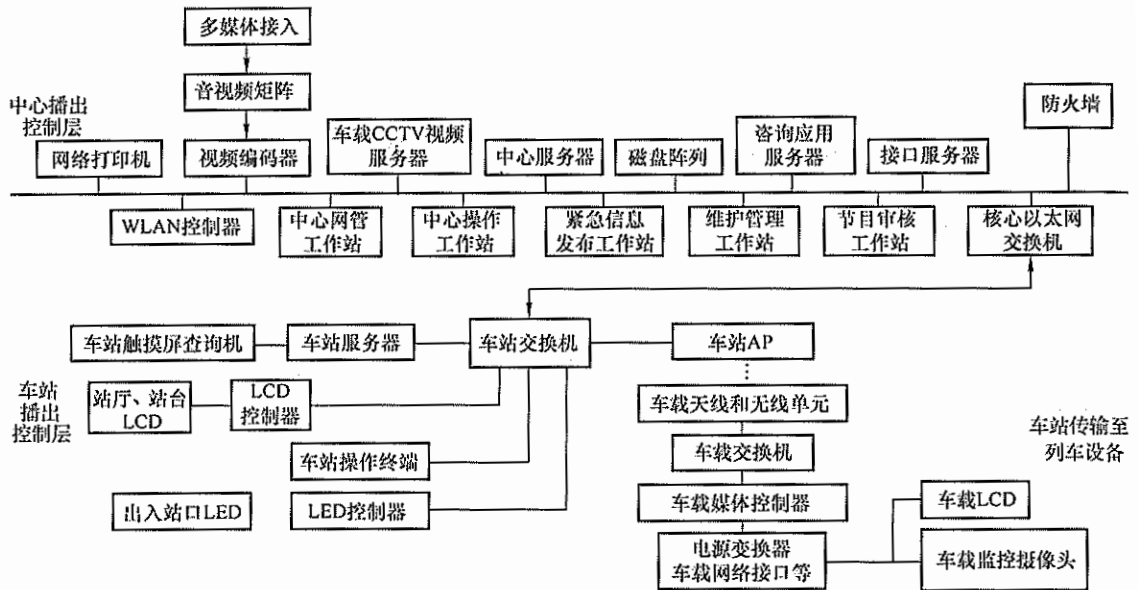 多媒体接入
音视频矩阵
中心播出
控制层
防火墙
网络打印机
视频编码器
车载CCTV视频
服务器
中心服务器
磁盘阵列
咨询应用
服务器
接口服务器
WLAN控制器
中心网管
工作站
中心操作
工作站
紧急信息
发布工作站
维护管理
工作站
节目审核
工作站
核心以太网
交换机
车站触摸屏查询机
车站服务器
车站交换机
车站AP
车站
播出
控制层
站厅、站台
LCD
LCD
控制器
车载天线和无线单元
车站传输至
列车设备
车站操作终端
车载交换机
出入站口LED
LED控制器
车载媒体控制器
车载LCD
电源变换器
车载网络接口等
车载监控摄像头